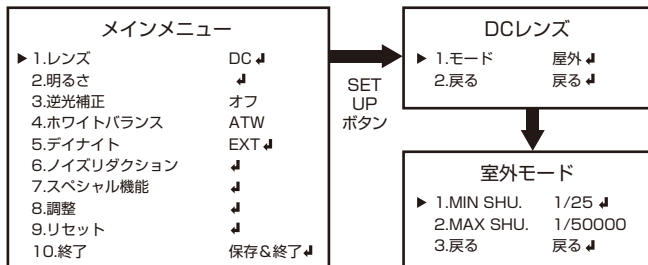 メインメニュー
▶ 1.レンズ DC ↲
2.明るさ ↲
3.逆光補正 オフ
4.ホワイトバランス ATW
5.デイナイト EXT ↲
6.ノイズリダクション ↲
7.スペシャル機能 ↲
8.調整 ↲
9.リセット ↲
10.終了 保存&終了 ↲
SET
UP
ボタン
DCレンズ
▶ 1.モード 屋外 ↲
2.戻る 戻る ↲
室外モード
▶ 1.MIN SHU. 1/25 ↲
2.MAX SHU. 1/50000
3.戻る 戻る ↲